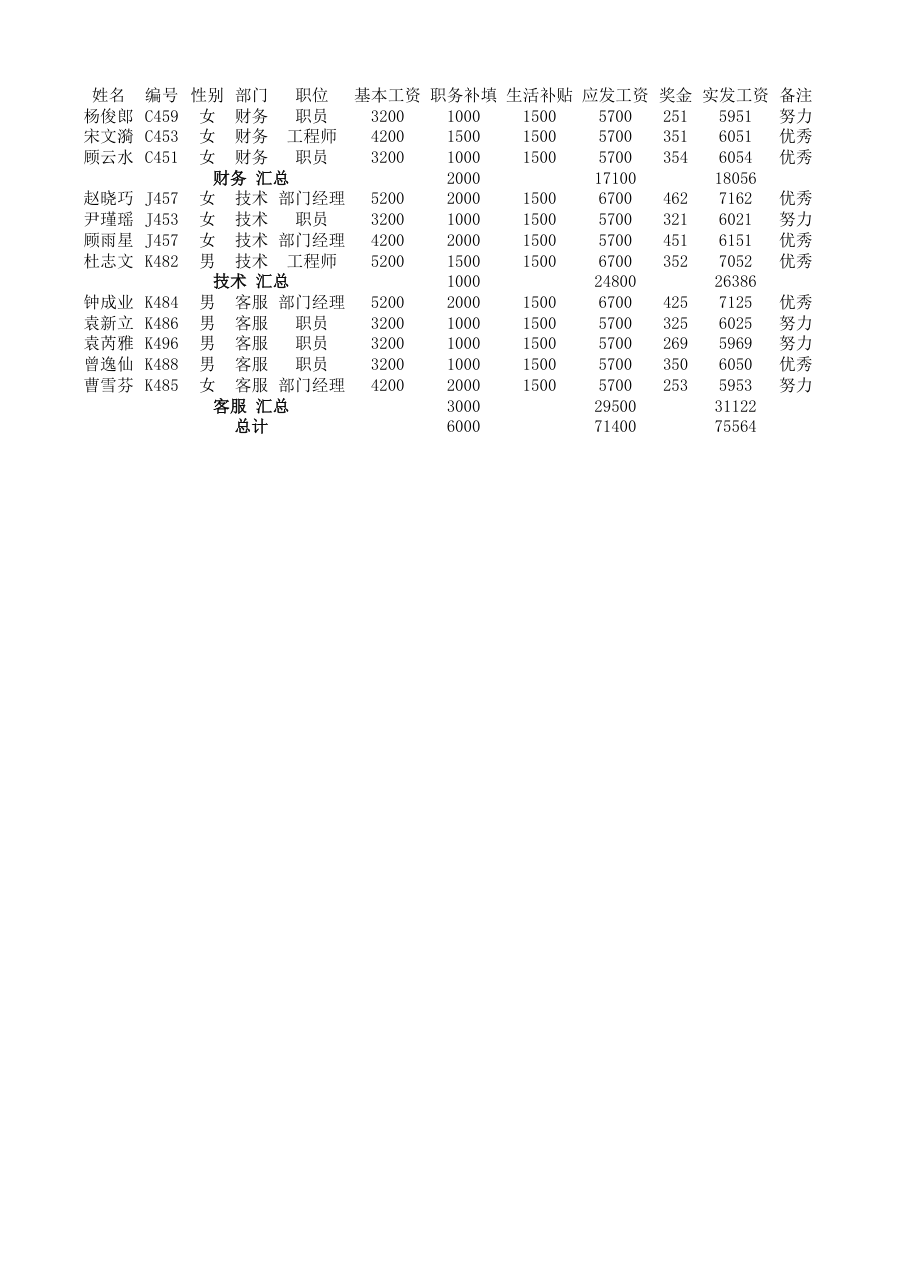 姓名 编号 性别 部门 职位 基本工资 职务补填 生活补贴 应发工资 奖金 实发工资 备注
杨俊郎 C459 女 财务 职员 3200 1000 1500 5700 251 5951 努力
宋文漪 C453 女 财务 工程师 4200 1500 1500 5700 351 6051 优秀
顾云水 C451 女 财务 职员 3200 1000 1500 5700 354 6054 优秀
财务 汇总 2000 17100 18056
赵晓巧 J457 女 技术 部门经理 5200 2000 1500 6700 462 7162 优秀
尹瑾瑶 J453 女 技术 职员 3200 1000 1500 5700 321 6021 努力
顾雨星 J457 女 技术 部门经理 4200 2000 1500 5700 451 6151 优秀
杜志文 K482 男 技术 工程师 5200 1500 1500 6700 352 7052 优秀
技术 汇总 1000 24800 26386
钟成业 K484 男 客服 部门经理 5200 2000 1500 6700 425 7125 优秀
袁新立 K486 男 客服 职员 3200 1000 1500 5700 325 6025 努力
袁芮雅 K496 男 客服 职员 3200 1000 1500 5700 269 5969 努力
曾逸仙 K488 男 客服 职员 3200 1000 1500 5700 350 6050 优秀
曹雪芬 K485 女 客服 部门经理 4200 2000 1500 5700 253 5953 努力
客服 汇总 3000 29500 31122
总计 6000 71400 75564